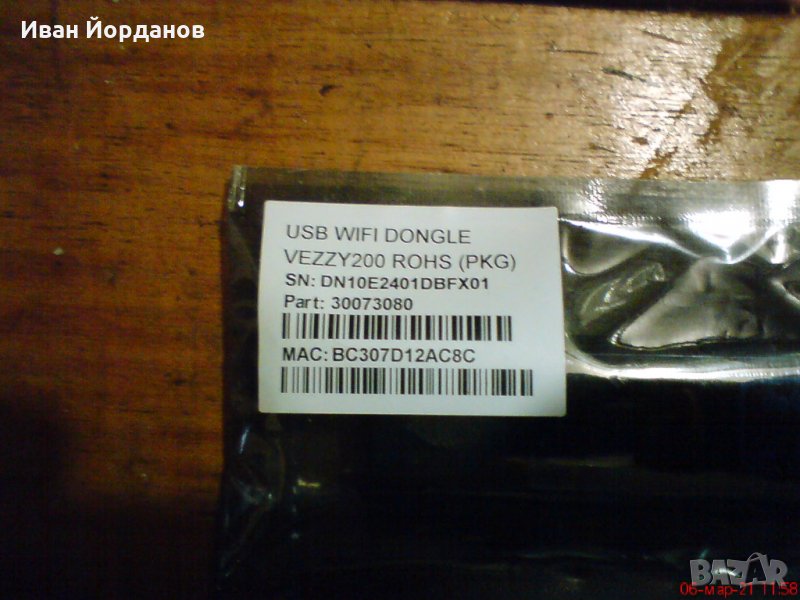 Иван Йорданов
USB WIFI DONGLE
VEZZY200 ROHS (PKG)
SN: DN10E2401DBFX01
Part: 30073080
MAC: BC307D12AC8C
BAZAR
06-мар-21 11:58